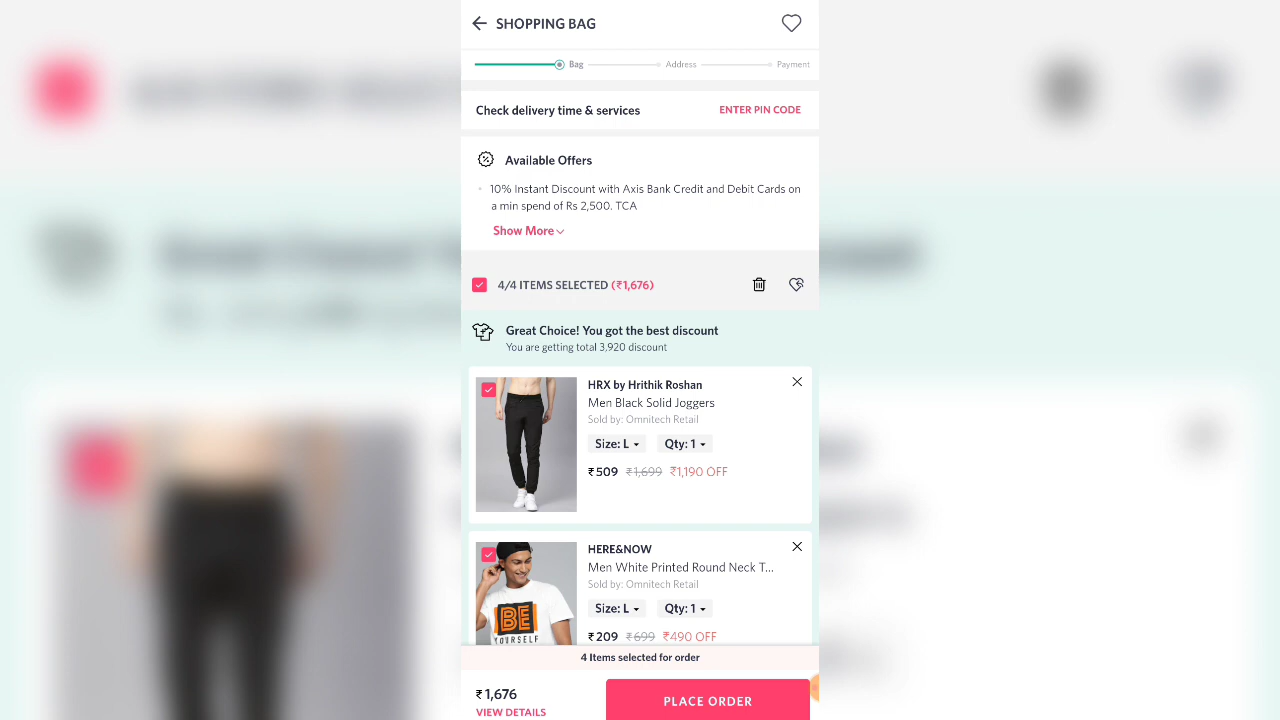 SHOPPING BAG
Bag Address Payment
Check delivery time & services ENTER PIN CODE
Available Offers
10% Instant Discount with Axis Bank Credit and Debit Cards on
a min spend of Rs 2,500. TCA
Show More
4/4 ITEMS SELECTED (₹1,676)
Great Choice! You got the best discount
You are getting total 3,920 discount
HRX by Hrithik Roshan
Men Black Solid Joggers
Sold by: Omnitech Retail
Size: L Qty: 1
₹509 ₹1,699 ₹1,190 OFF
HERE&NOW
Men White Printed Round Neck T...
Sold by: Omnitech Retail
Size: L Qty: 1
₹209 ₹699 ₹490 OFF
BE
YOURSELF
4 Items selected for order
₹1,676
VIEW DETAILS
PLACE ORDER